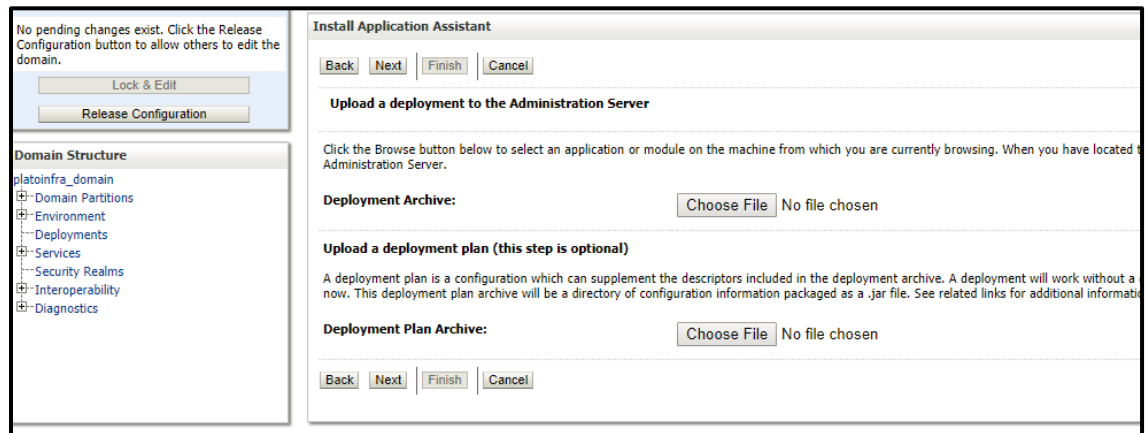 No pending changes exist. Click the Release
Configuration button to allow others to edit the
domain.
Lock & Edit
Release Configuration
Domain Structure
platoinfra_domain
Domain Partitions
Environment
Deployments
Services
Security Realms
Interoperability
Diagnostics
Install Application Assistant
Back Next Finish Cancel
Upload a deployment to the Administration Server
Click the Browse button below to select an application or module on the machine from which you are currently browsing. When you have located
Administration Server.
Deployment Archive: Choose File No file chosen
Upload a deployment plan (this step is optional)
A deployment plan is a configuration which can supplement the descriptors included in the deployment archive. A deployment will work without a
now. This deployment plan archive will be a directory of configuration information packaged as a .jar file. See related links for additional
Deployment Plan Archive: Choose File No file chosen
Back Next Finish Cancel